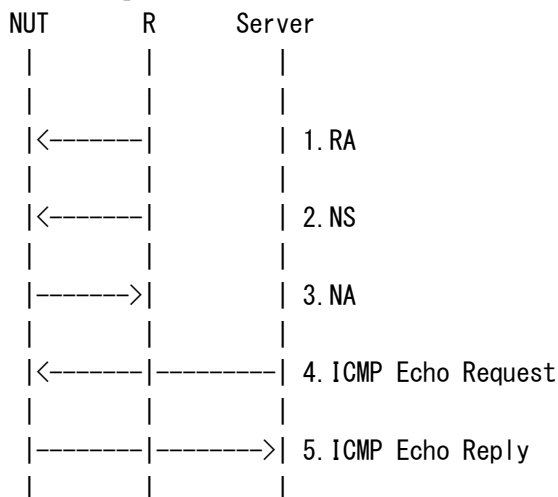 NUT R Server
1. RA
2. NS
3. NA
4. ICMP Echo Request
5. ICMP Echo Reply